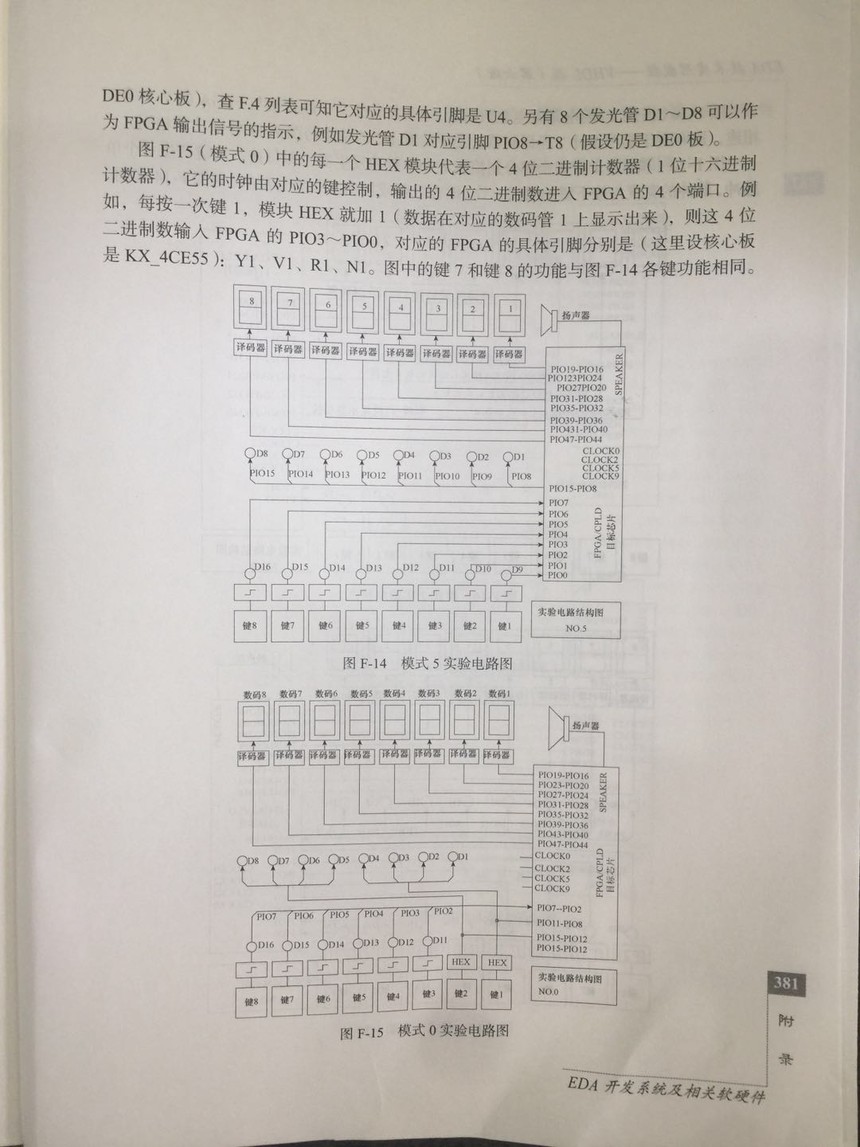 DE0 核心板），查 F.4 列表可知它对应的具体引脚是 U4。另有 8 个发光管 D1～D8 可以作
为 FPGA 输出信号的指示，例如发光管 D1 对应引脚 PIO8→T8（假设仍是 DE0 板）。
图 F-15（模式 0）中的每一个 HEX 模块代表一个 4 位二进制计数器（1 位十六进制
计数器），它的时钟由对应的键控制，输出的 4 位二进制数进入 FPGA 的 4 个端口。例
如，每按一次键 1，模块 HEX 就加 1（数据在对应的数码管 1 上显示出来），则这 4 位
二进制数输入 FPGA 的 PIO3～PIO0，对应的 FPGA 的具体引脚分别是（这里设核心板
是 KX_4CE55）：Y1、V1、R1、N1。图中的键 7 和键 8 的功能与图 F-14 各键功能相同。
8 7 6 5 4 3 2 1
扬声器
译码器 译码器 译码器 译码器 译码器 译码器 译码器 译码器
SPEAKER
PIO19-PIO16
PIO123PIO24
PIO27PIO20
PIO31-PIO28
PIO35-PIO32
PIO39-PIO36
PIO431-PIO40
PIO47-PIO44
CLOCK0
CLOCK2
CLOCK5
CLOCK9
D8 D7 D6 D5 D4 D3 D2 D1
PIO15 PIO14 PIO13 PIO12 PIO11 PIO10 PIO9 PIO8
PIO15-PIO8
PIO7
PIO6
PIO5
PIO4
PIO3
PIO2
PIO1
PIO0
FPGA/CPLD
目标芯片
D16 D15 D14 D13 D12 D11 D10 D9
键8 键7 键6 键5 键4 键3 键2 键1
实验电路结构图
NO.5
图 F-14 模式 5 实验电路图
数码8 数码7 数码6 数码5 数码4 数码3 数码2 数码1
扬声器
译码器 译码器 译码器 译码器 译码器 译码器 译码器 译码器
SPEAKER
PIO19-PIO16
PIO23-PIO20
PIO27-PIO24
PIO31-PIO28
PIO35-PIO32
PIO39-PIO36
PIO43-PIO40
PIO47-PIO44
D8 D7 D6 D5 D4 D3 D2 D1
CLOCK0
CLOCK2
CLOCK5
CLOCK9
FPGA/CPLD
目标芯片
PIO7--PIO2
PIO11-PIO8
PIO15-PIO12
PIO15-PIO12
PIO7 PIO6 PIO5 PIO4 PIO3 PIO2
D16 D15 D14 D13 D12 D11
HEX HEX
键8 键7 键6 键5 键4 键3 键2 键1
实验电路结构图
NO.0
图 F-15 模式 0 实验电路图
381
附
录
EDA 开发系统及相关软硬件